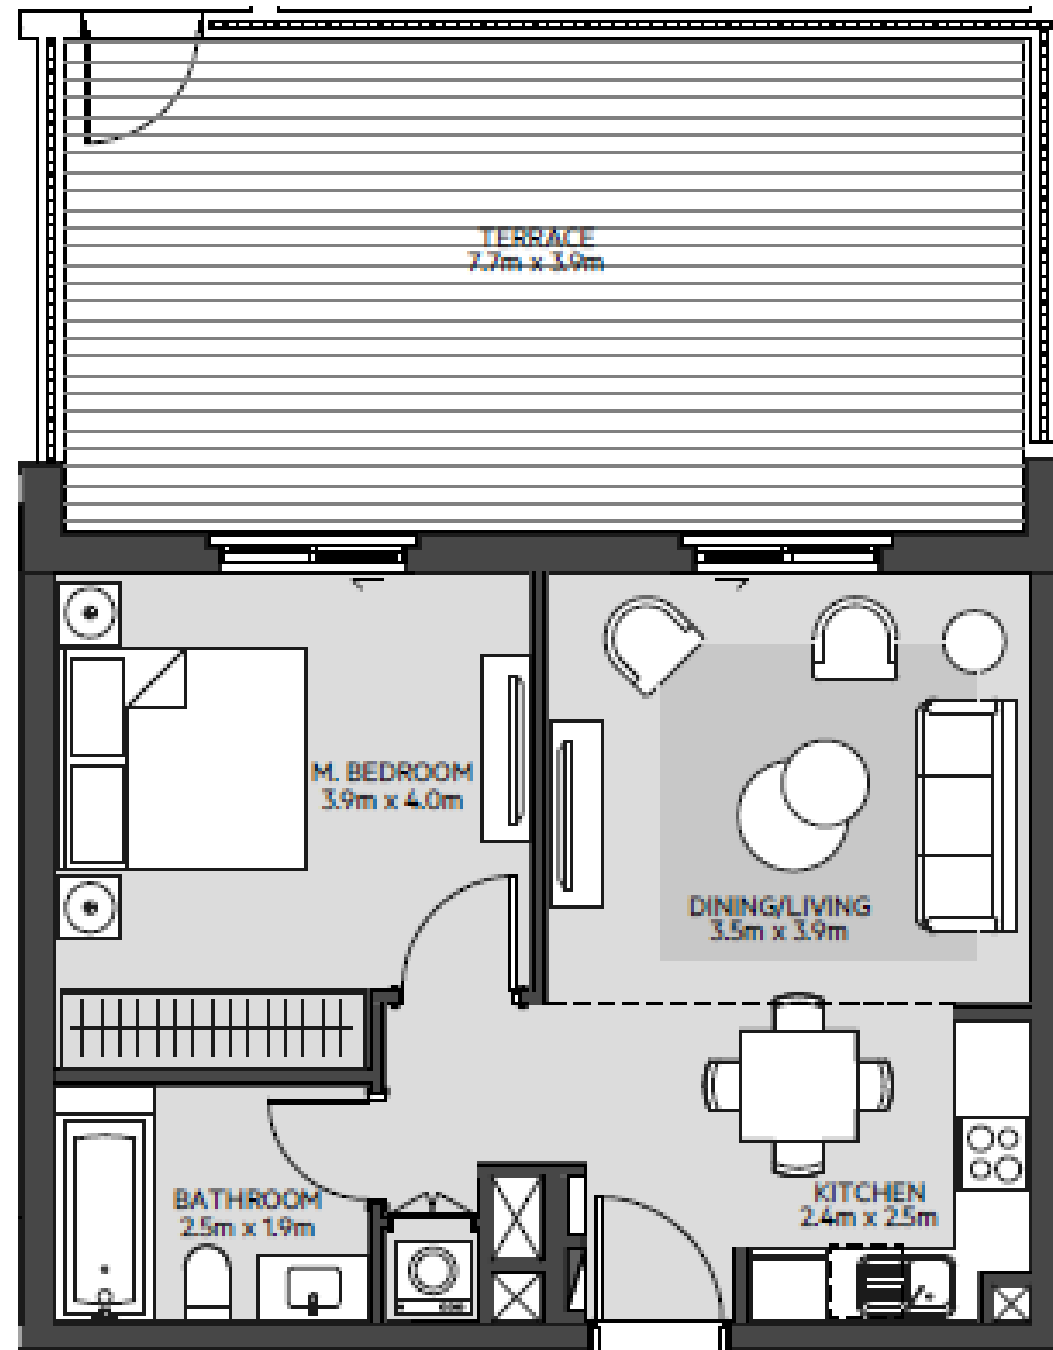 TERRACE
7.7m x 3.9m
M. BEDROOM
3.9m x 4.0m
DINING/LIVING
3.5m x 3.9m
KITCHEN
2.4m x 2.5m
BATHROOM
2.5m x 1.9m